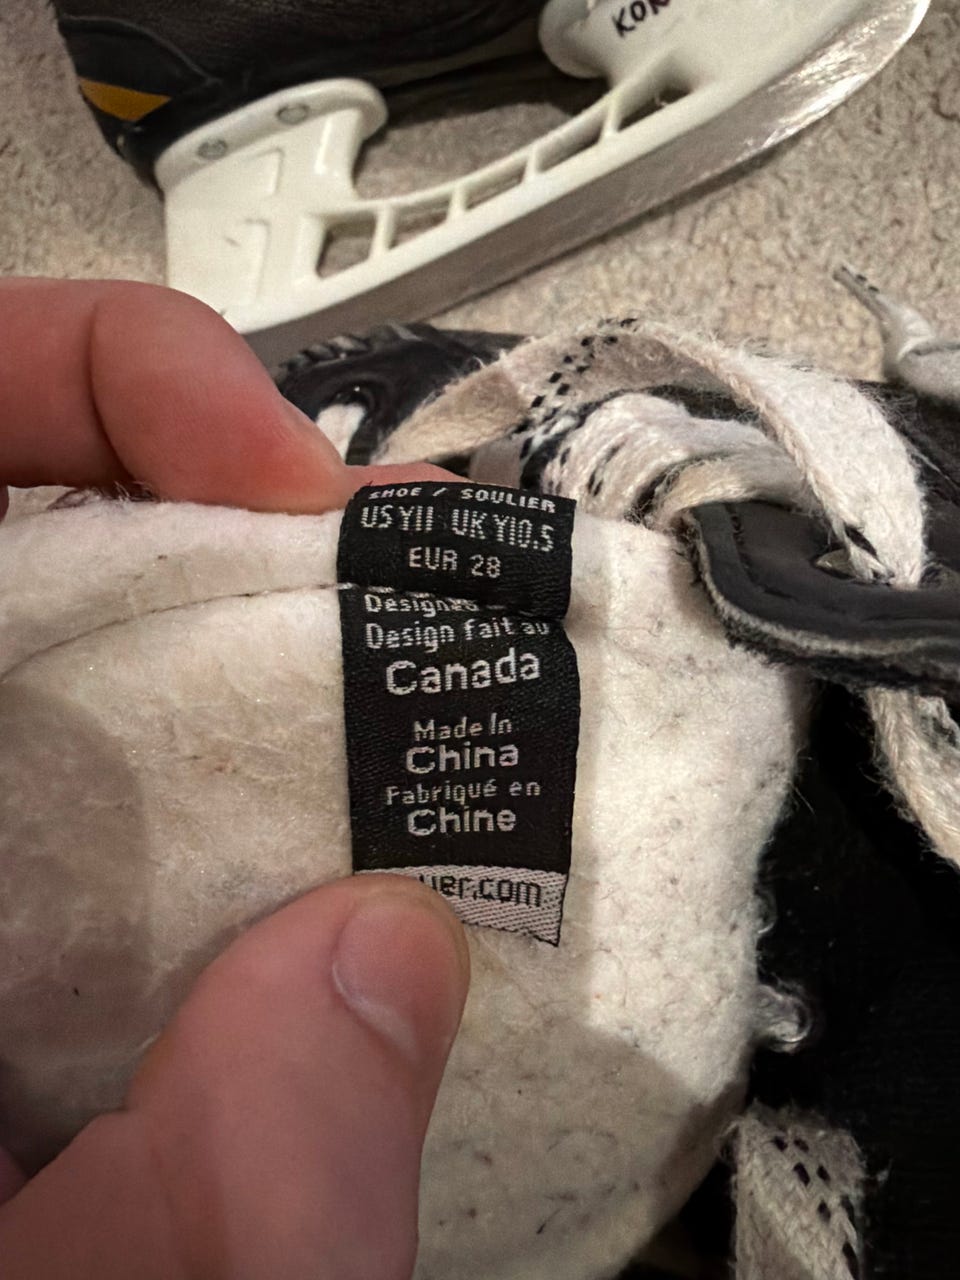 SHOE / SOULIER
US Y11 UK Y10.5
EUR 28
Design fait au
Canada
Made In
China
Fabriqué en
Chine